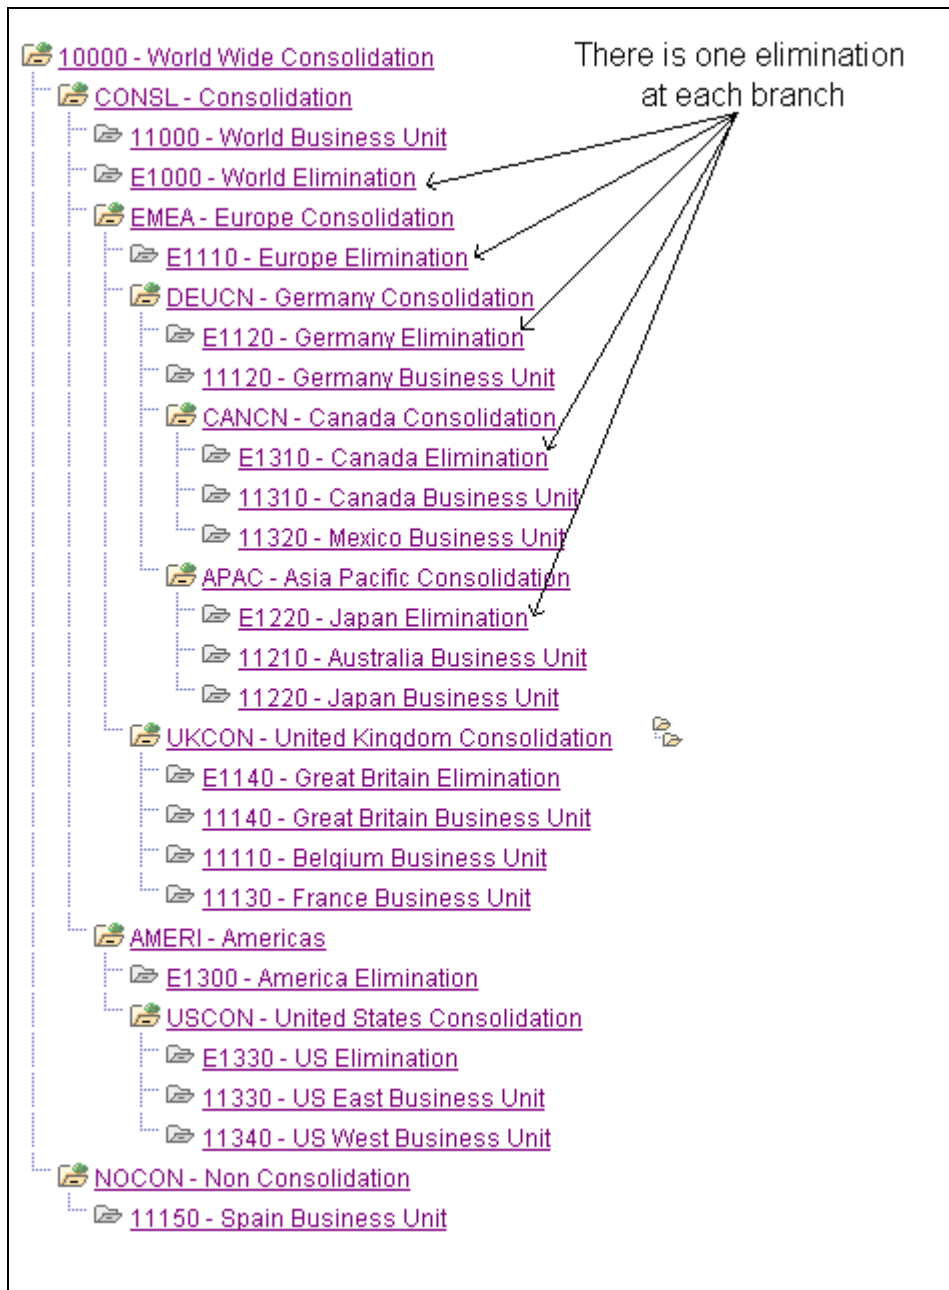 There is one elimination
at each branch
10000 - World Wide Consolidation
CONSL - Consolidation
11000 - World Business Unit
E1000 - World Elimination
EMEA - Europe Consolidation
E1110 - Europe Elimination
DEUCN - Germany Consolidation
E1120 - Germany Elimination
11120 - Germany Business Unit
CANCN - Canada Consolidation
E1310 - Canada Elimination
11310 - Canada Business Unit
11320 - Mexico Business Unit
APAC - Asia Pacific Consolidation
E1220 - Japan Elimination
11210 - Australia Business Unit
11220 - Japan Business Unit
UKCON - United Kingdom Consolidation
E1140 - Great Britain Elimination
11140 - Great Britain Business Unit
11110 - Belgium Business Unit
11130 - France Business Unit
AMERI - Americas
E1300 - America Elimination
USCON - United States Consolidation
E1330 - US Elimination
11330 - US East Business Unit
11340 - US West Business Unit
NOCON - Non Consolidation
11150 - Spain Business Unit